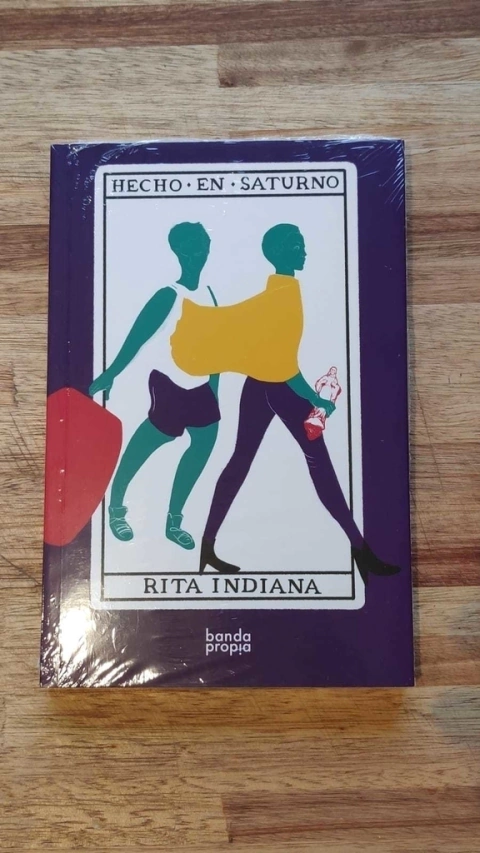 HECHO·EN·SATURNO
RITA INDIANA
banda
propia